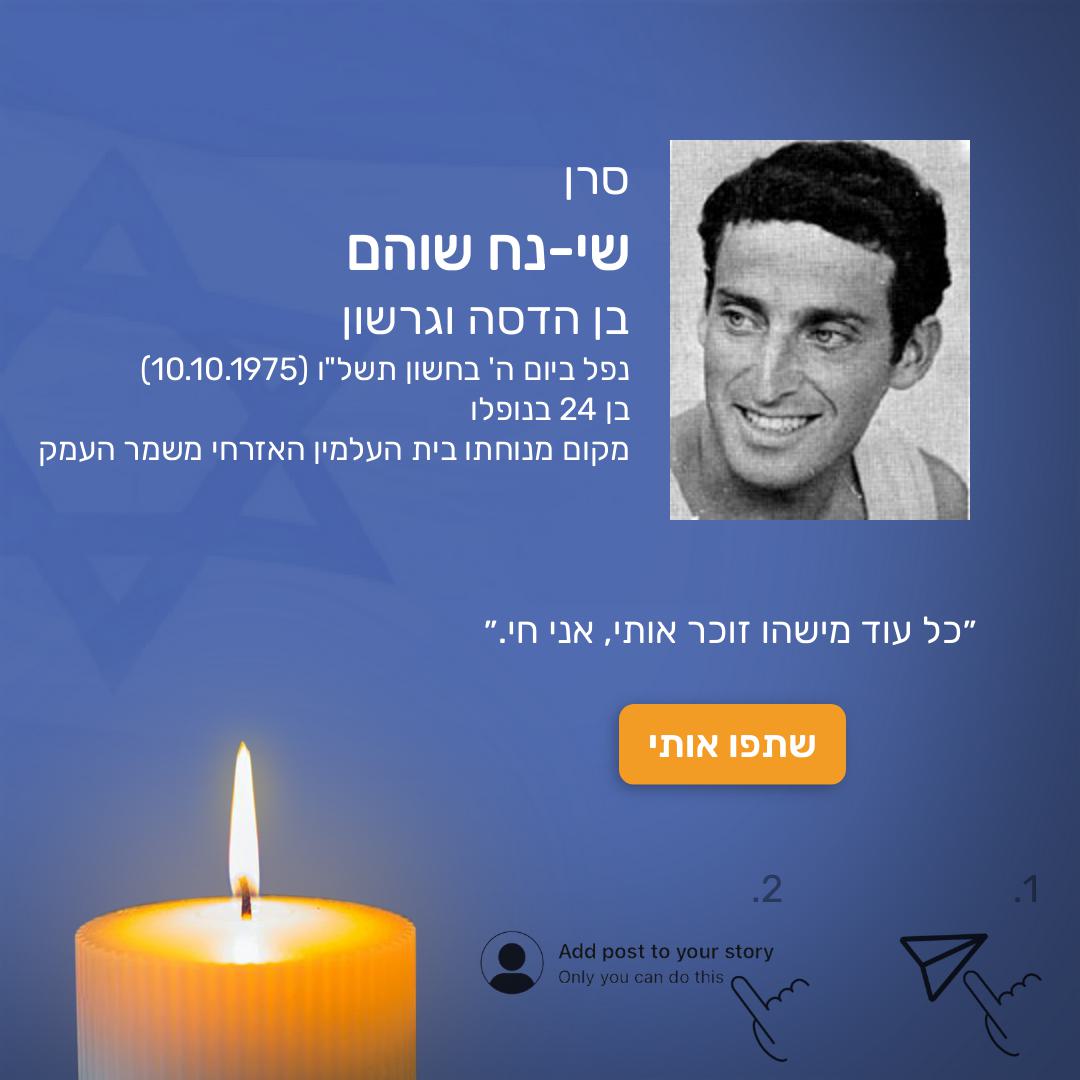 סרן
שי-נח שוהם
בן הדסה וגרשון
נפל ביום ה' בחשון תשל"ו (10.10.1975)
בן 24 בנופלו
מקום מנוחתו בית העלמין האזרחי משמר העמק
״כל עוד מישהו זוכר אותי, אני חי.״
שתפו אותי
1.
2.
Add post to your story
Only you can do this